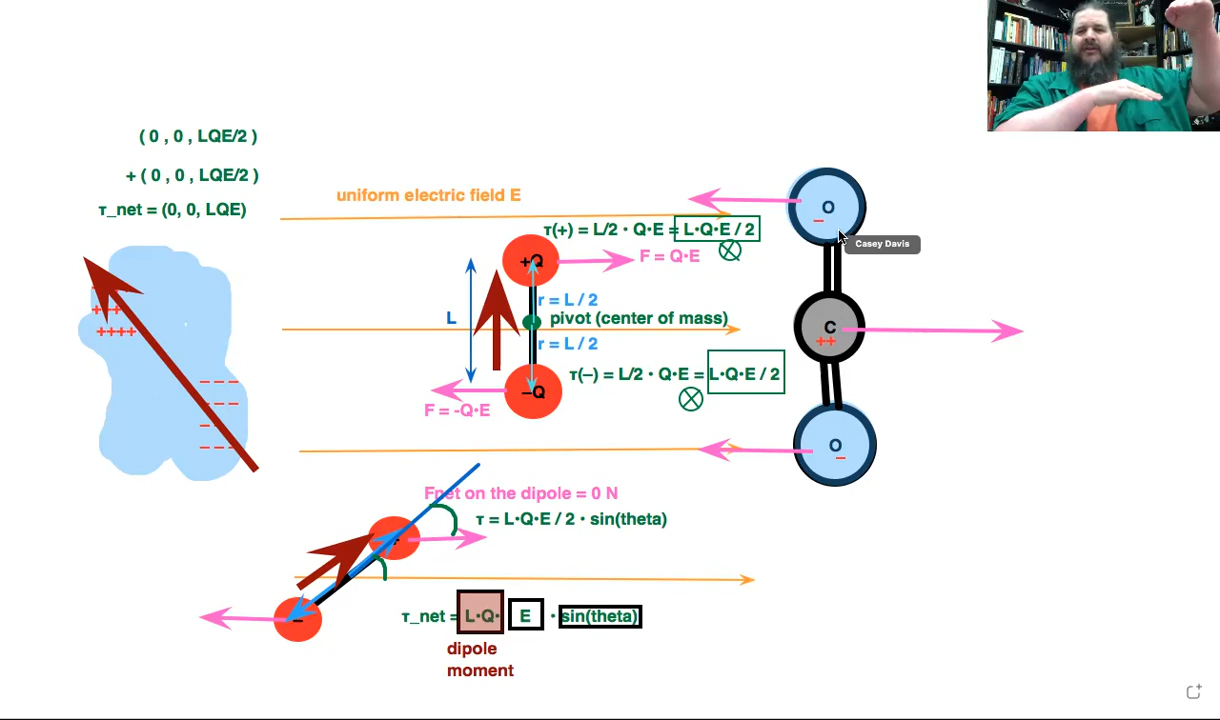 ( 0 , 0 , LQE/2 )
+ ( 0 , 0 , LQE/2 )
τ_net = (0, 0, LQE)
++++
– – –
– – –
– – –
– – –
uniform electric field E
τ(+) = L/2 · Q·E = L·Q·E / 2
+Q
F = Q·E
r = L / 2
L
pivot (center of mass)
r = L / 2
τ(–) = L/2 · Q·E = L·Q·E / 2
–Q
F = -Q·E
O
–
Casey Davis
C
++
O
–
Fnet on the dipole = 0 N
τ = L·Q·E / 2 · sin(theta)
–
τ_net = L·Q· E · sin(theta)
dipole
moment